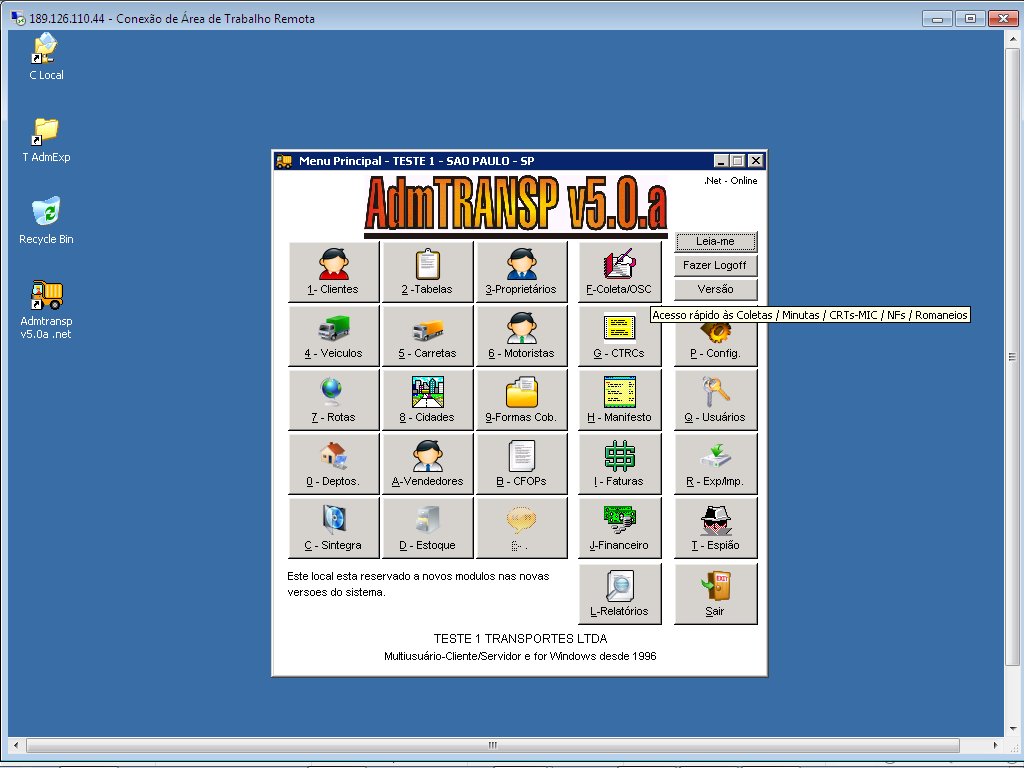 189.126.110.44 - Conexão de Área de Trabalho Remota
C Local
T AdmExp
Recycle Bin
Admtransp
v5.0a .net
Menu Principal - TESTE 1 - SAO PAULO - SP
.Net - Online
AdmTRANSP v5.0.a
Leia-me
Fazer Logoff
Versão
1- Clientes
2 -Tabelas
3-Proprietários
F-Coleta/OSC
Acesso rápido às Coletas / Minutas / CRTs-MIC / NFs / Romaneios
4 - Veiculos
5 - Carretas
6 - Motoristas
G - CTRCs
P - Config.
7 - Rotas
8 - Cidades
9-Formas Cob.
H - Manifesto
Q - Usuários
0 - Deptos.
A-Vendedores
B - CFOPs
I - Faturas
R - Exp/Imp.
C - Sintegra
D - Estoque
E- .
J-Financeiro
T - Espião
Este local esta reservado a novos modulos nas novas
versoes do sistema.
L-Relatórios
EXIT
Sair
TESTE 1 TRANSPORTES LTDA
Multiusuário-Cliente/Servidor e for Windows desde 1996